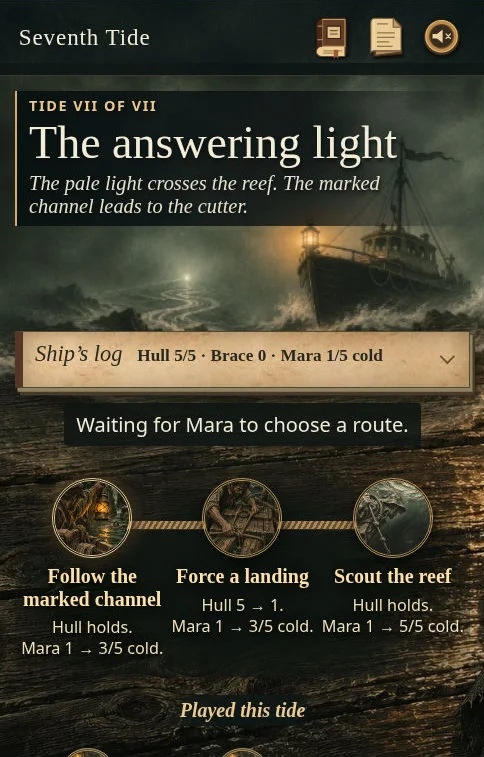 Seventh Tide
TIDE VII OF VII
The answering light
The pale light crosses the reef. The marked
channel leads to the cutter.
Ship’s log Hull 5/5 · Brace 0 · Mara 1/5 cold
Waiting for Mara to choose a route.
Follow the
marked channel
Hull holds.
Mara 1 → 3/5 cold.
Force a landing
Hull 5 → 1.
Mara 1 → 3/5 cold.
Scout the reef
Hull holds.
Mara 1 → 5/5 cold.
Played this tide